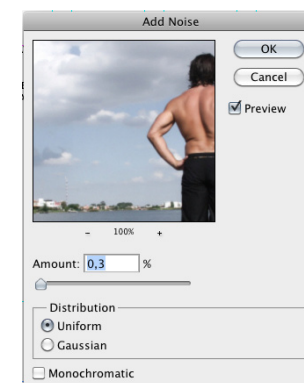 Add Noise
OK
Cancel
Preview
- 100% +
Amount: 0,3 %
Distribution
Uniform
Gaussian
Monochromatic